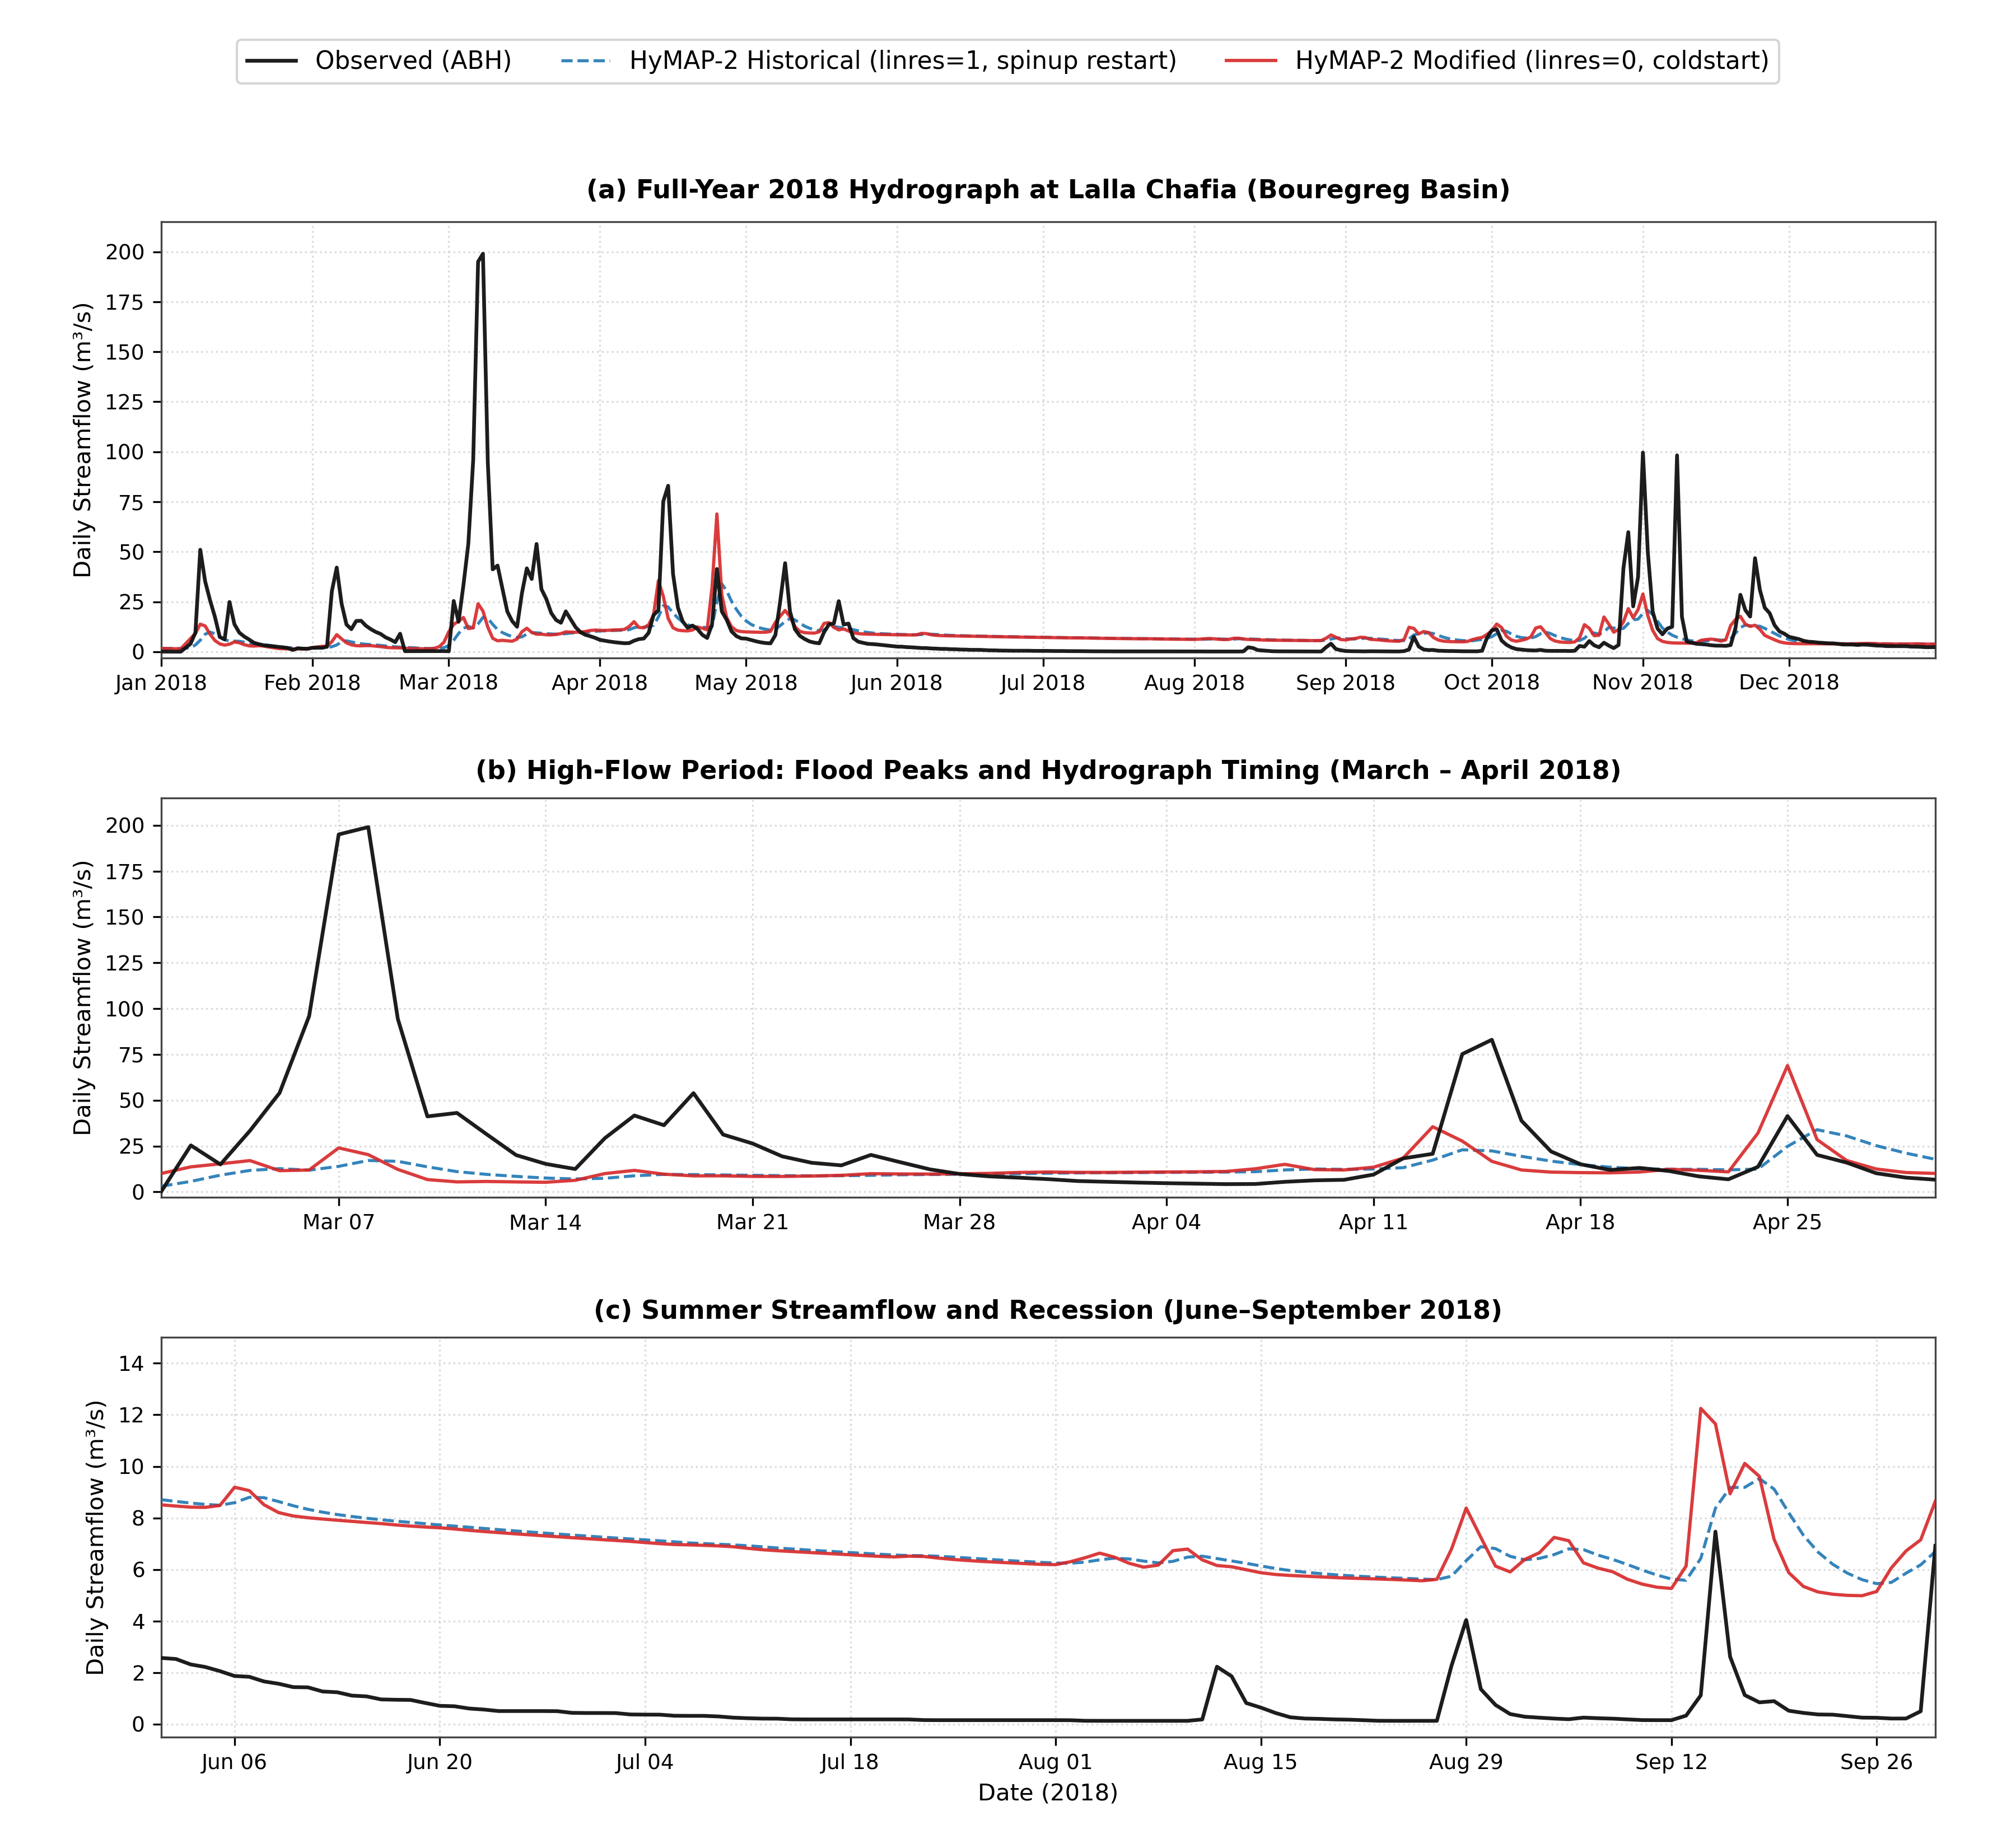 Observed (ABH) HyMAP-2 Historical (linres=1, spinup restart) HyMAP-2 Modified (linres=0, coldstart)
(a) Full-Year 2018 Hydrograph at Lalla Chafia (Bouregreg Basin)
Daily Streamflow (m³/s)
200
175
150
125
100
75
50
25
0
Jan 2018 Feb 2018 Mar 2018 Apr 2018 May 2018 Jun 2018 Jul 2018 Aug 2018 Sep 2018 Oct 2018 Nov 2018 Dec 2018
(b) High-Flow Period: Flood Peaks and Hydrograph Timing (March – April 2018)
Daily Streamflow (m³/s)
200
175
150
125
100
75
50
25
0
Mar 07 Mar 14 Mar 21 Mar 28 Apr 04 Apr 11 Apr 18 Apr 25
(c) Summer Streamflow and Recession (June–September 2018)
Daily Streamflow (m³/s)
14
12
10
8
6
4
2
0
Jun 06 Jun 20 Jul 04 Jul 18 Aug 01 Aug 15 Aug 29 Sep 12 Sep 26
Date (2018)